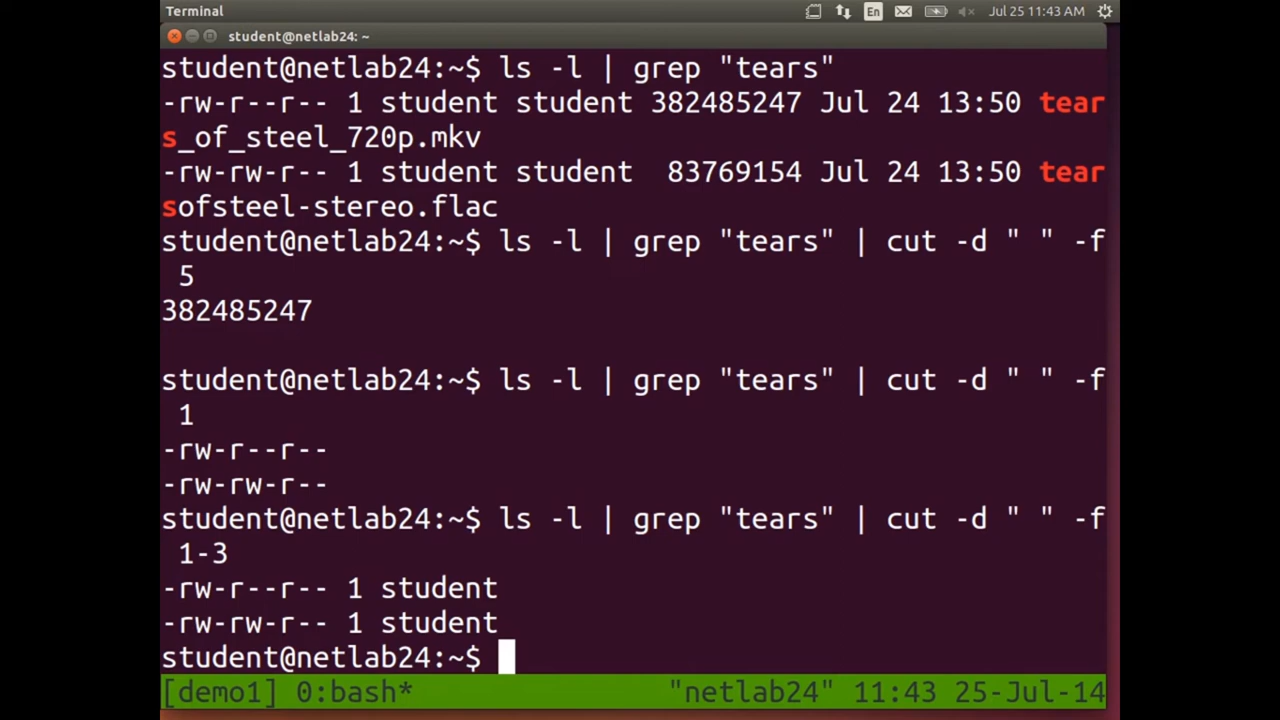 Terminal
En
Jul 25 11:43 AM
student@netlab24: ~
student@netlab24:~$ ls -l | grep "tears"
-rw-r--r-- 1 student student 382485247 Jul 24 13:50 tear
s_of_steel_720p.mkv
-rw-rw-r-- 1 student student  83769154 Jul 24 13:50 tear
sofsteel-stereo.flac
student@netlab24:~$ ls -l | grep "tears" | cut -d " " -f
 5
382485247
student@netlab24:~$ ls -l | grep "tears" | cut -d " " -f
 1
-rw-r--r--
-rw-rw-r--
student@netlab24:~$ ls -l | grep "tears" | cut -d " " -f
 1-3
-rw-r--r-- 1 student
-rw-rw-r-- 1 student
student@netlab24:~$
[demo1] 0:bash* "netlab24" 11:43 25-Jul-14